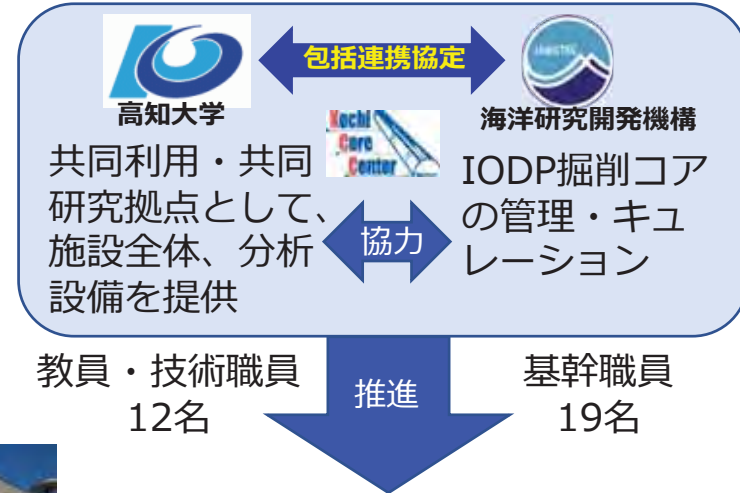 包括連携協定
高知大学
海洋研究開発機構
JAMSTEC
Kochi
Core
Center
共同利用・共同
研究拠点として、
施設全体、分析
設備を提供
協力
IODP掘削コア
の管理・キュ
レーション
教員・技術職員
12名
推進
基幹職員
19名